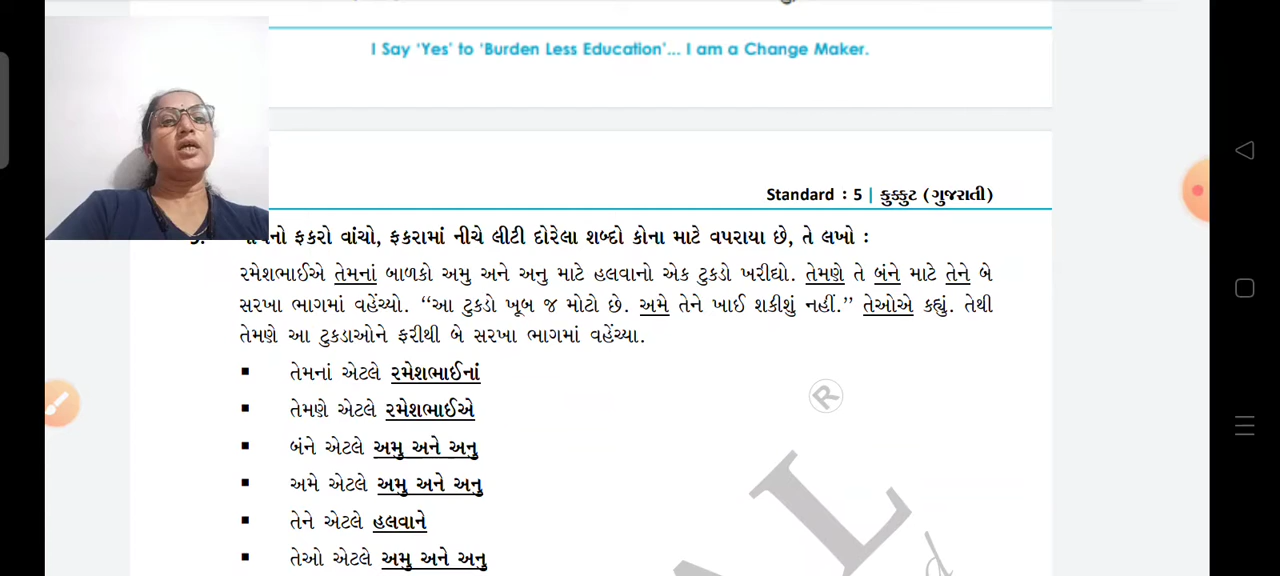 I Say ‘Yes’ to ‘Burden Less Education’... I am a Change Maker.
Standard : 5 | કુક્કુટ (ગુજરાતી)
ફકરો વાંચો, ફકરામાં નીચે લીટી દોરેલા શબ્દો કોના માટે વપરાયા છે, તે લખો :
રમેશભાઈએ તેમનાં બાળકો અમુ અને અનુ માટે હલવાનો એક ટુકડો ખરીદ્યો. તેમણે તે બંને માટે તેને બે
સરખા ભાગમાં વહેંચ્યો. “આ ટુકડો ખૂબ જ મોટો છે. અમે તેને ખાઈ શકીશું નહીં.” તેઓએ કહ્યું. તેથી
તેમણે આ ટુકડાઓને ફરીથી બે સરખા ભાગમાં વહેંચ્યા.
▪ તેમનાં એટલે રમેશભાઈનાં
▪ તેમણે એટલે રમેશભાઈએ
▪ બંને એટલે અમુ અને અનુ
▪ અમે એટલે અમુ અને અનુ
▪ તેને એટલે હલવાને
▪ તેઓ એટલે અમુ અને અનુ